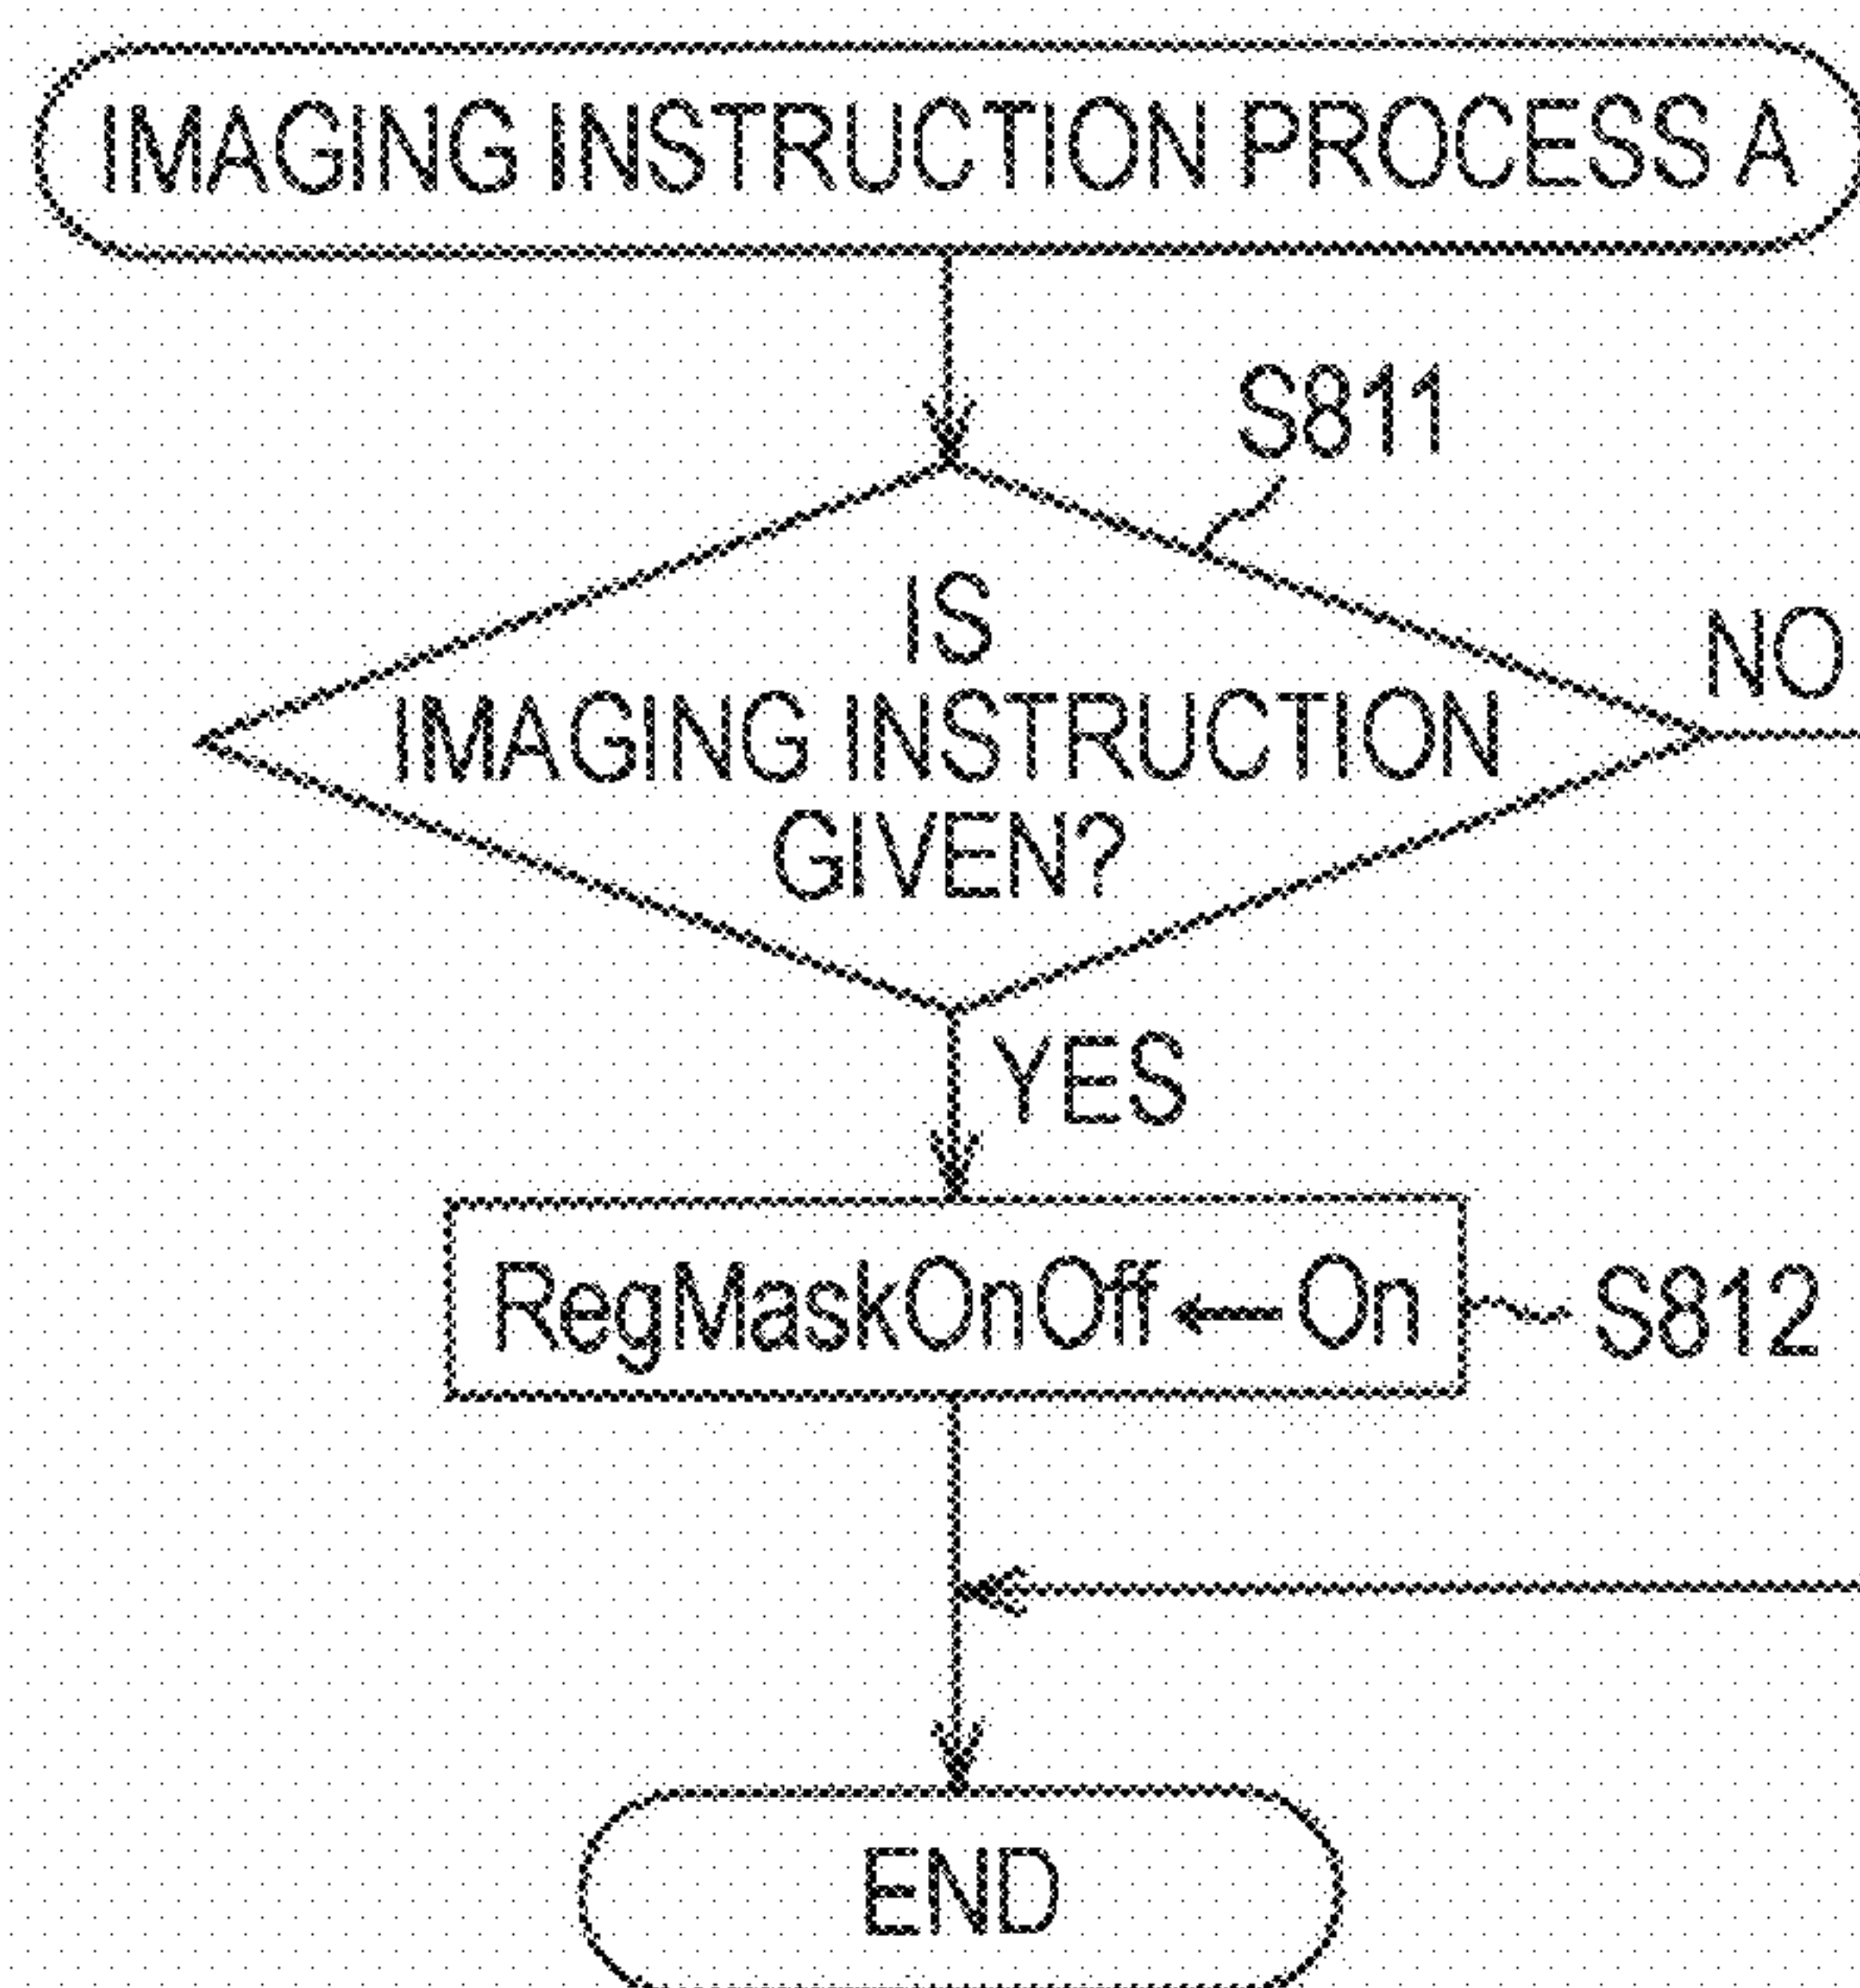 IMAGING INSTRUCTION PROCESS A
S811
IS
IMAGING INSTRUCTION
GIVEN?
NO
YES
RegMaskOnOff ← On
S812
END